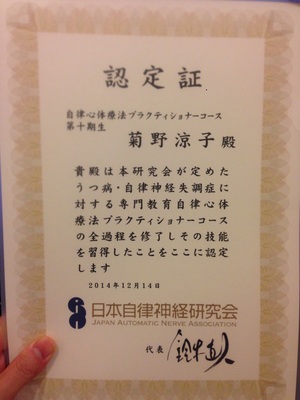 認定証
自律心体療法プラクティショナーコース
第十期生
菊野涼子殿
貴殿は本研究会が定めた
うつ病・自律神経失調症に
対する専門教育自律心体
療法プラクティショナーコース
の全過程を修了しその技能
を習得したことをここに認定
します
2014年12月14日
日本自律神経研究会
JAPAN AUTOMATIC NERVE ASSOCIATION
代表